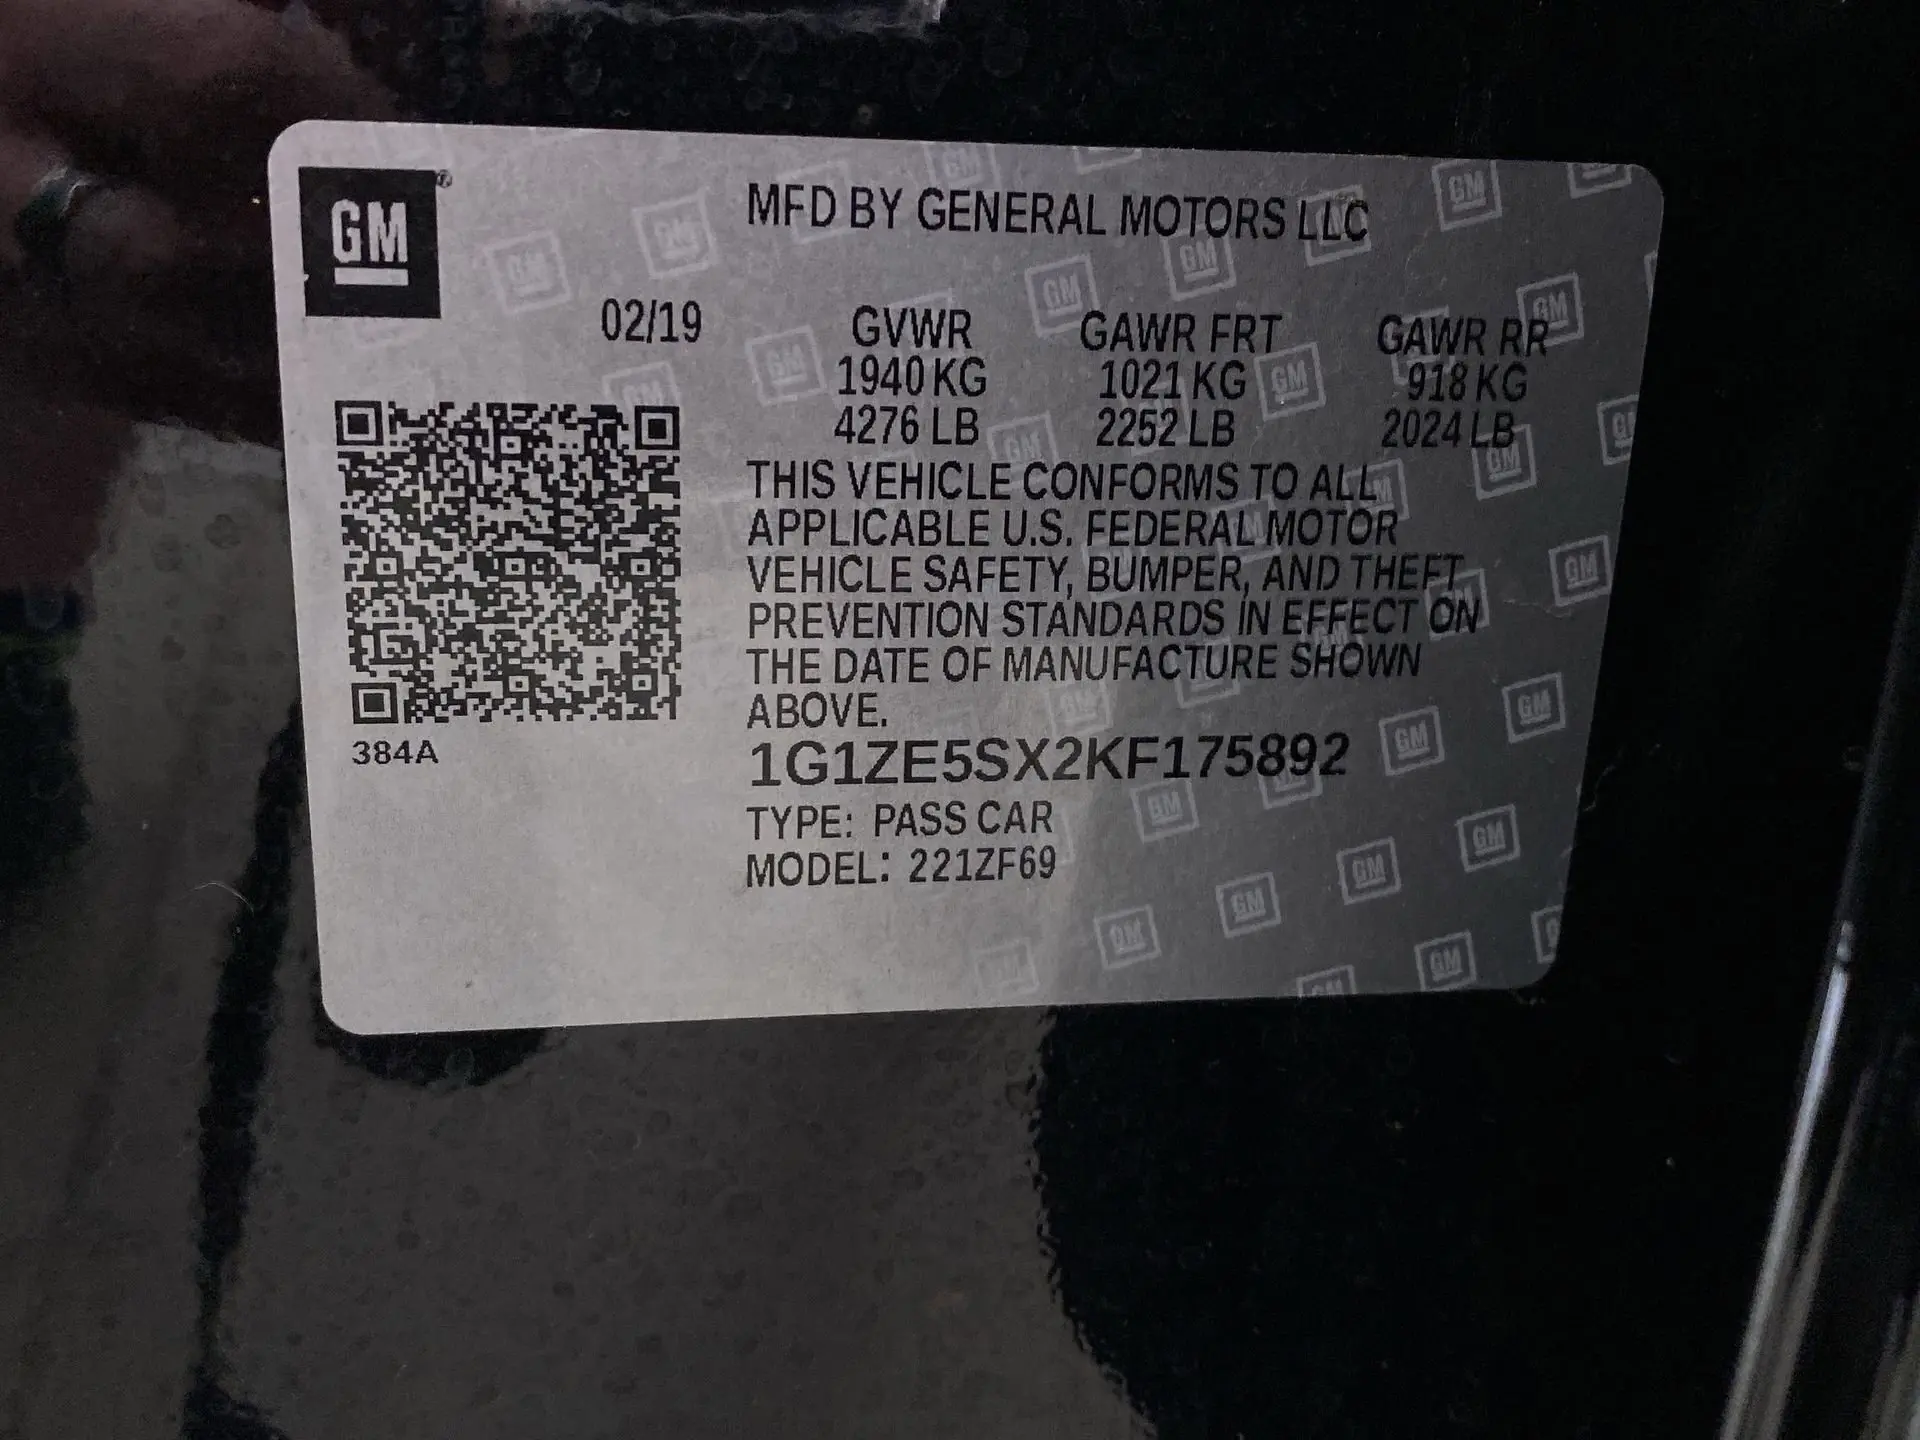 GM
MFD BY GENERAL MOTORS LLC
02/19 GVWR GAWR FRT GAWR RR
1940 KG 1021 KG 918 KG
4276 LB 2252 LB 2024 LB
THIS VEHICLE CONFORMS TO ALL
APPLICABLE U.S. FEDERAL MOTOR
VEHICLE SAFETY, BUMPER, AND THEFT
PREVENTION STANDARDS IN EFFECT ON
THE DATE OF MANUFACTURE SHOWN
ABOVE.
384A
1G1ZE5SX2KF175892
TYPE: PASS CAR
MODEL: 221ZF69